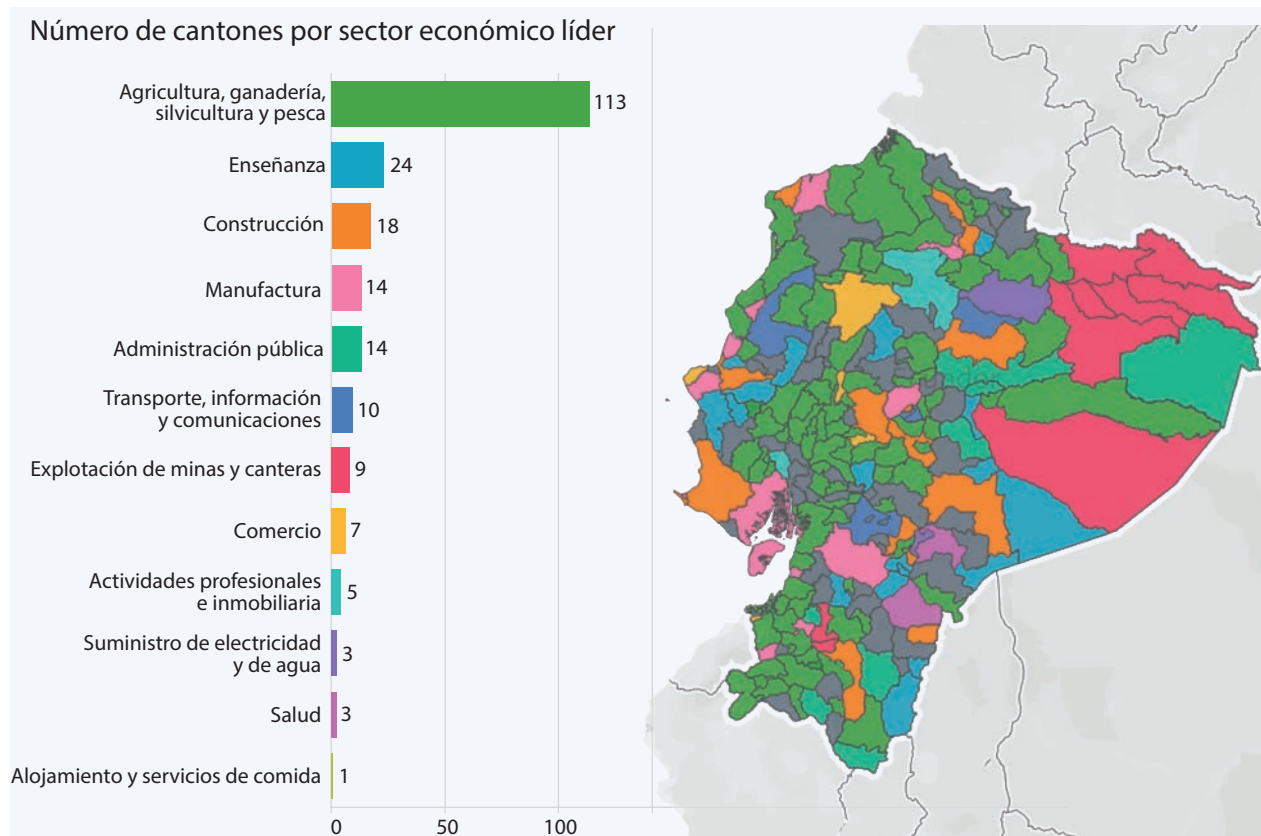 Número de cantones por sector económico líder
Agricultura, ganadería,
silvicultura y pesca
113
Enseñanza
24
Construcción
18
Manufactura
14
Administración pública
14
Transporte, información
y comunicaciones
10
Explotación de minas y canteras
9
Comercio
7
Actividades profesionales
e inmobiliaria
5
Suministro de electricidad
y de agua
3
Salud
3
Alojamiento y servicios de comida
1
0 50 100